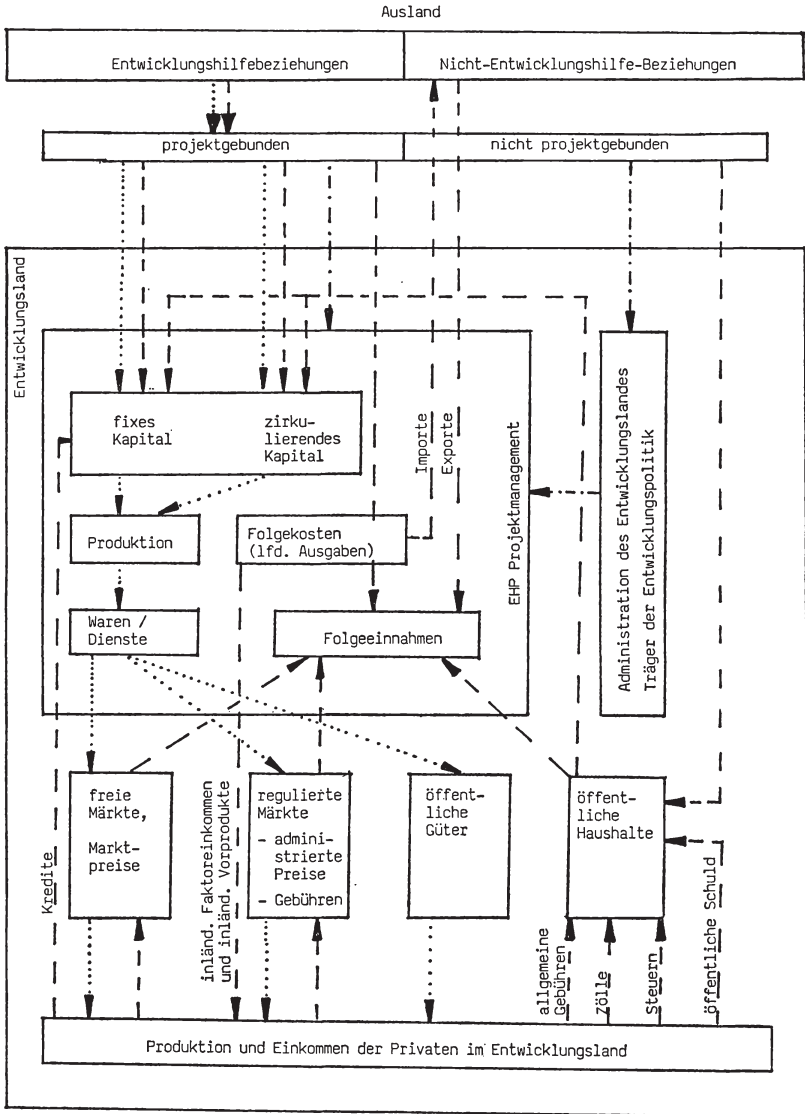 Ausland
Entwicklungshilfebeziehungen
Nicht-Entwicklungshilfe-Beziehungen
projektgebunden
nicht projektgebunden
Entwicklungsland
fixes
Kapital
zirku-
lierendes
Kapital
Importe
Exporte
EHP Projektmanagement
Administration des Entwicklungslandes
Träger der Entwicklungspolitik
Produktion
Folgekosten
(lfd. Ausgaben)
Waren /
Dienste
Folgeeinnahmen
Kredite
freie
Märkte,
Markt-
preise
inländ. Faktoreinkommen
und inländ. Vorprodukte
regulierte
Märkte
- admini-
strierte
Preise
- Gebühren
öffent-
liche
Güter
öffent-
liche
Haushalte
allgemeine
Gebühren
Zölle
Steuern
öffentliche Schuld
Produktion und Einkommen der Privaten im Entwicklungsland